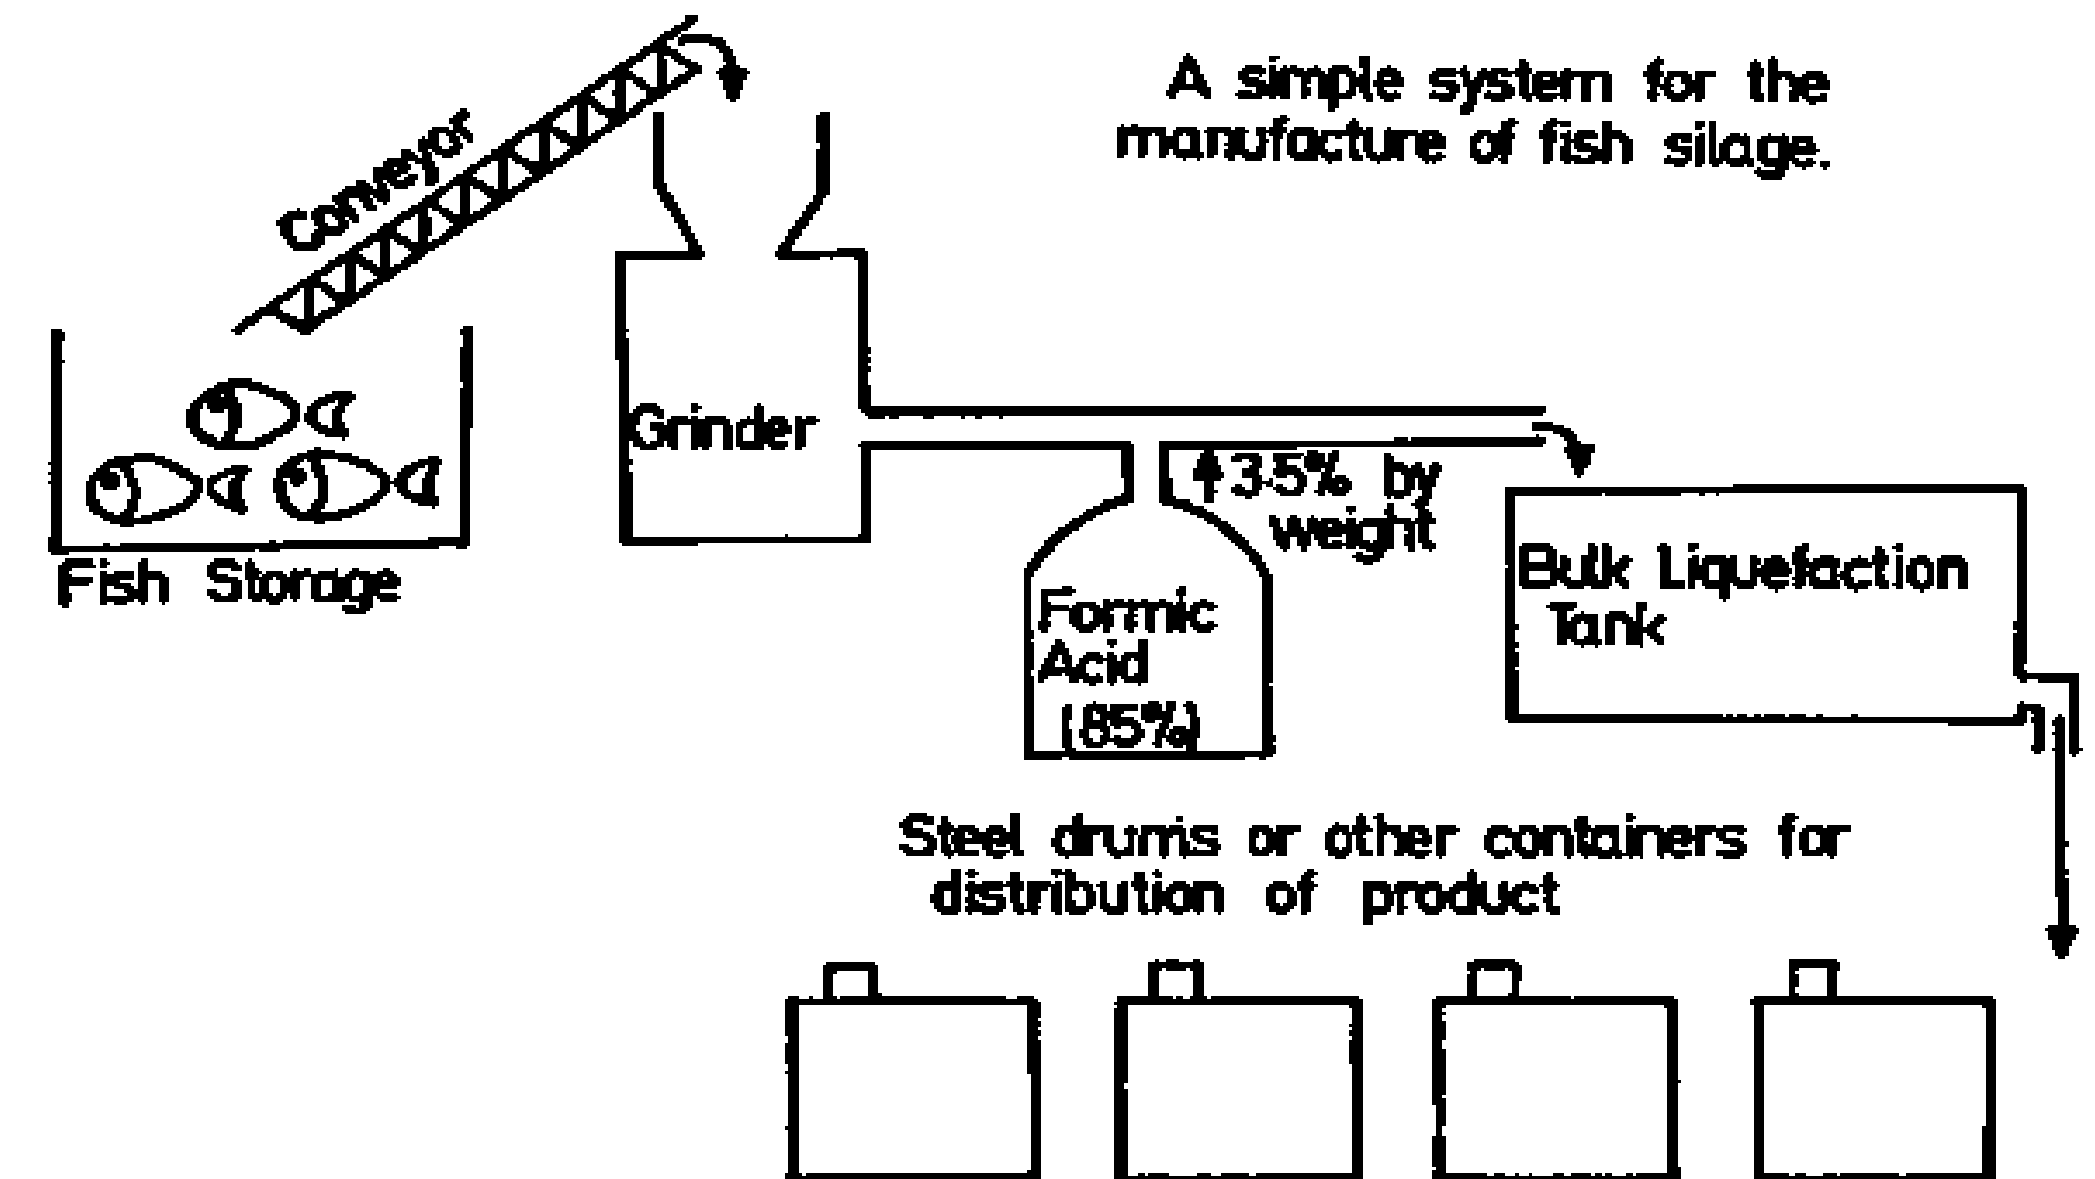 A simple system for the
manufacture of fish silage.
Conveyor
Fish Storage
Grinder
3.5% by
weight
Formic
Acid
(85%)
Bulk Liquefaction
Tank
Steel drums or other containers for
distribution of product